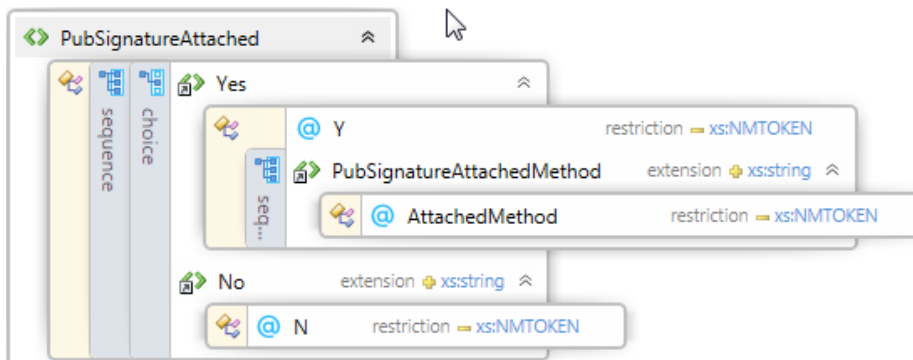 PubSignatureAttached
sequence
choice
Yes
@ Y restriction xs:NMTOKEN
seq...
PubSignatureAttachedMethod extension xs:string
@ AttachedMethod restriction xs:NMTOKEN
No extension xs:string
@ N restriction xs:NMTOKEN